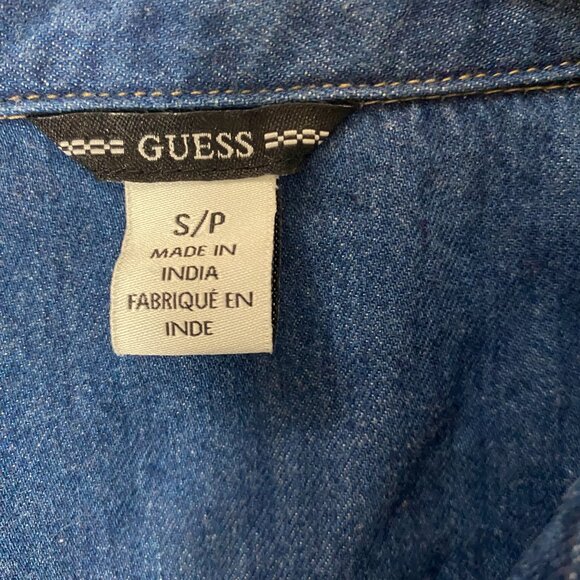 GUESS
S/P
MADE IN
INDIA
FABRIQUÉ EN
INDE